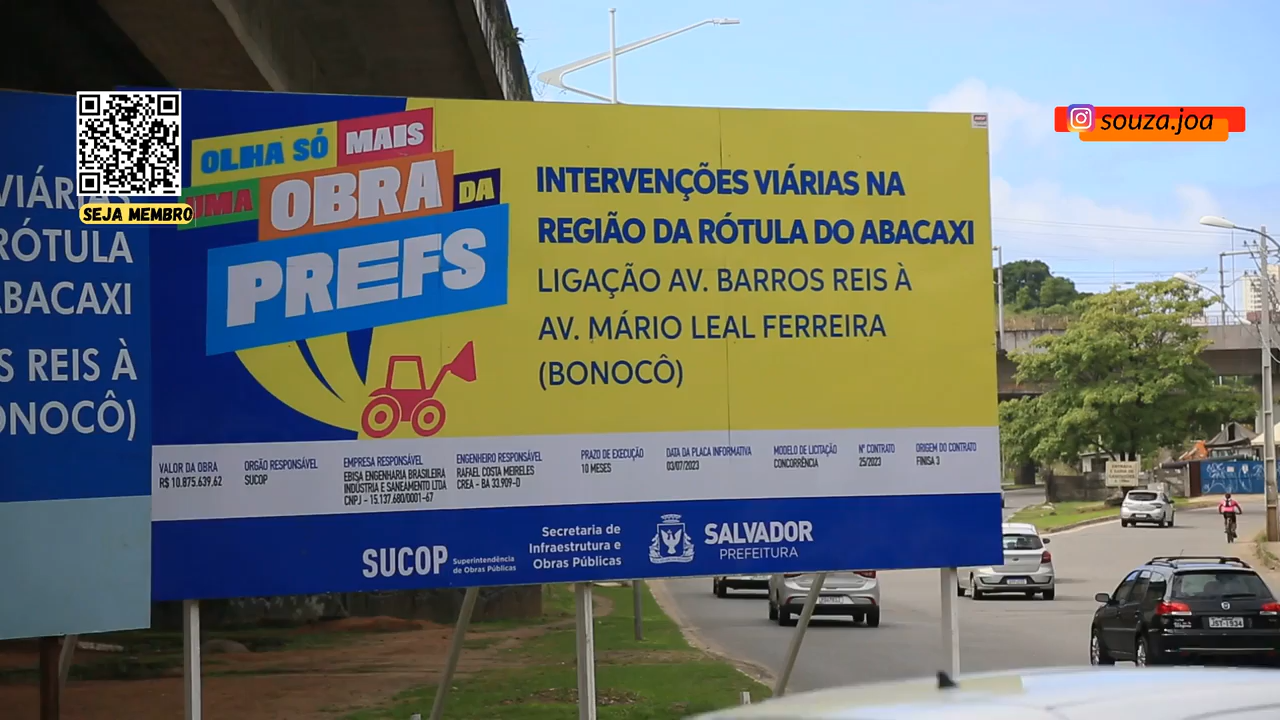 VIÁRIAS
RÓTULA
ABACAXI
S REIS À
ONOCÔ)
SEJA MEMBRO
OLHA SÓ MAIS
UMA OBRA DA
PREFS
INTERVENÇÕES VIÁRIAS NA
REGIÃO DA RÓTULA DO ABACAXI
LIGAÇÃO AV. BARROS REIS À
AV. MÁRIO LEAL FERREIRA
(BONOCÔ)
VALOR DA OBRA
R$ 10.875.639,62
ORGÃO RESPONSÁVEL
SUCOP
EMPRESA RESPONSÁVEL
EBISA ENGENHARIA BRASILEIRA
INDÚSTRIA E SANEAMENTO LTDA
CNPJ - 15.137.680/0001-67
ENGENHEIRO RESPONSÁVEL
RAFAEL COSTA MEIRELES
CREA - BA 33.909-D
PRAZO DE EXECUÇÃO
10 MESES
DATA DA PLACA INFORMATIVA
03/07/2023
MODELO DE LICITAÇÃO
CONCORRÊNCIA
Nº CONTRATO
25/2023
ORIGEM DO CONTRATO
FINISA 3
SUCOP Superintendência
de Obras Públicas
Secretaria de
Infraestrutura e
Obras Públicas
SALVADOR
PREFEITURA
souza.joa